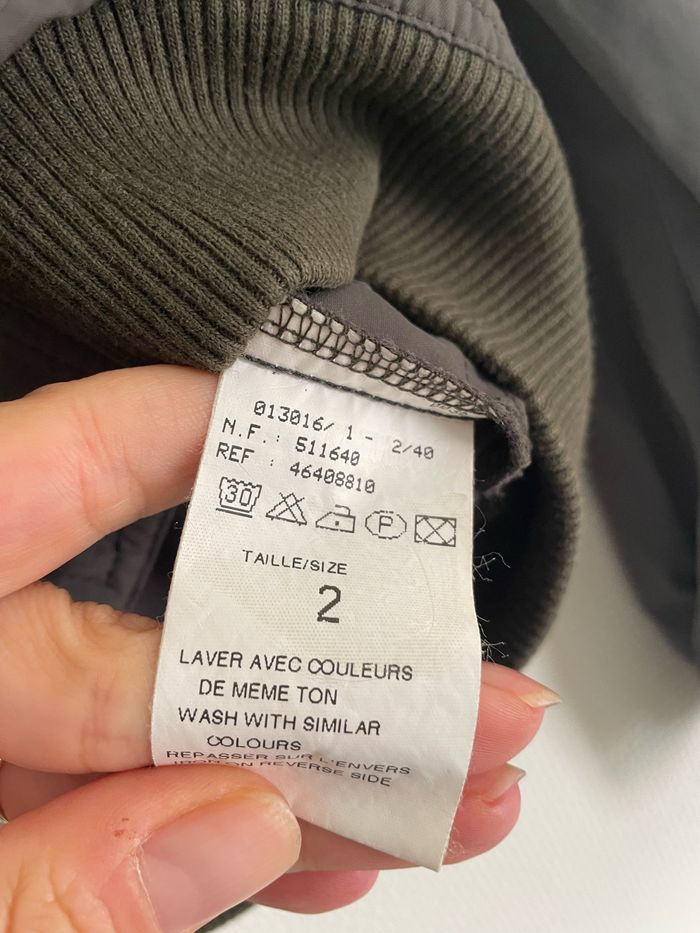 013016/ 1 - 2/40
N.F. : 511640
REF : 46408810
30 P
TAILLE/SIZE
2
LAVER AVEC COULEURS
DE MEME TON
WASH WITH SIMILAR
COLOURS
REPASSER SUR L'ENVERS
IRON ON REVERSE SIDE